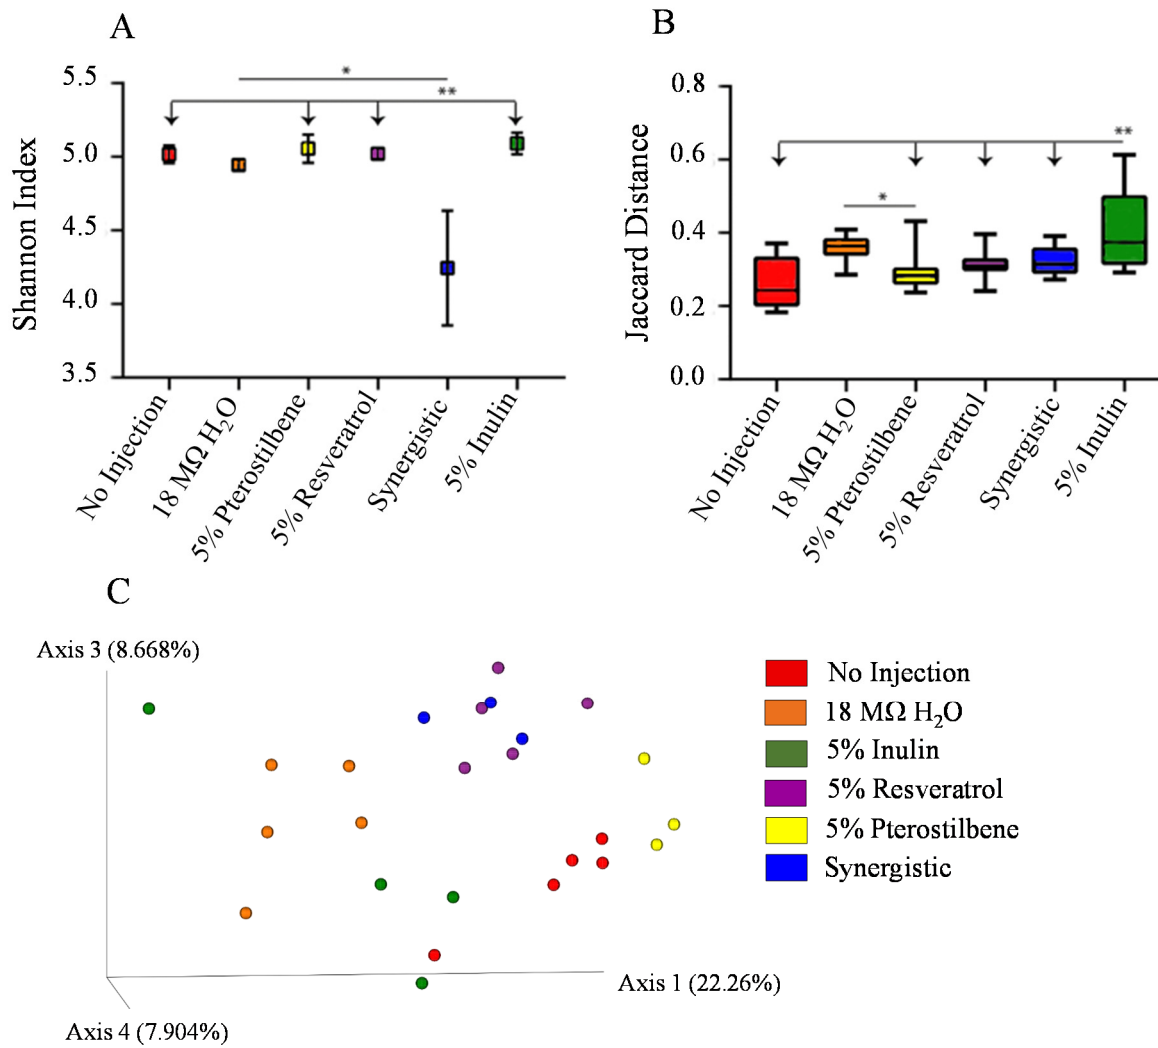 A
5.5
5.0
4.5
4.0
3.5
Shannon Index
*
**
No Injection
18 MΩ H₂O
5% Pterostilbene
5% Resveratrol
Synergistic
5% Inulin
B
0.8
0.6
0.4
0.2
0.0
Jaccard Distance
**
*
No Injection
18 MΩ H₂O
5% Pterostilbene
5% Resveratrol
Synergistic
5% Inulin
C
Axis 3 (8.668%)
Axis 1 (22.26%)
Axis 4 (7.904%)
No Injection
18 MΩ H₂O
5% Inulin
5% Resveratrol
5% Pterostilbene
Synergistic